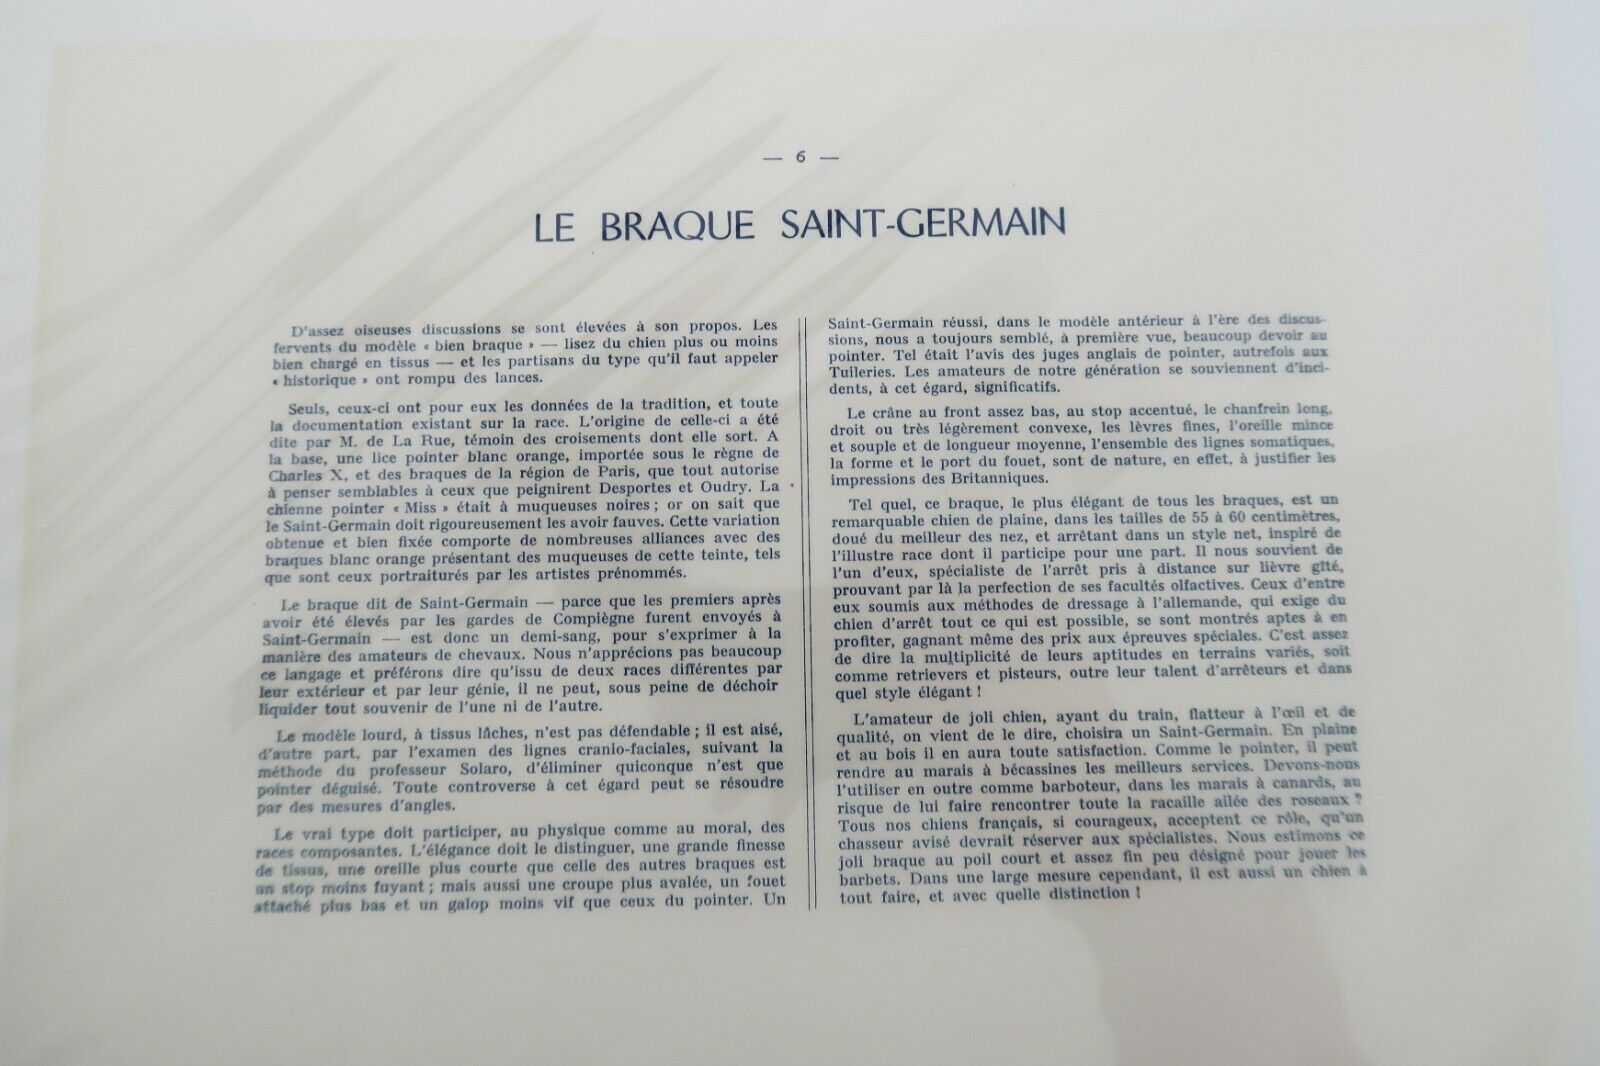 — 6 —
LE BRAQUE SAINT-GERMAIN
D'assez oiseuses discussions se sont élevées à son propos. Les
fervents du modèle « bien braque » — lisez du chien plus ou moins
bien chargé en tissus — et les partisans du type qu'il faut appeler
« historique » ont rompu des lances.
Seuls, ceux-ci ont pour eux les données de la tradition, et toute
la documentation existant sur la race. L'origine de celle-ci a été
dite par M. de La Rue, témoin des croisements dont elle sort. A
la base, une lice pointer blanc orange, importée sous le règne de
Charles X, et des braques de la région de Paris, que tout autorise
à penser semblables à ceux que peignirent Desportes et Oudry. La
chienne pointer « Miss » était à muqueuses noires ; or on sait que
le Saint-Germain doit rigoureusement les avoir fauves. Cette variation
obtenue et bien fixée comporte de nombreuses alliances avec des
braques blanc orange présentant des muqueuses de cette teinte, tels
que sont ceux portraiturés par les artistes prénommés.
Le braque dit de Saint-Germain — parce que les premiers après
avoir été élevés par les gardes de Compiègne furent envoyés à
Saint-Germain — est donc un demi-sang, pour s'exprimer à la
manière des amateurs de chevaux. Nous n'apprécions pas beaucoup
ce langage et préférons dire qu'issu de deux races différentes par
leur extérieur et par leur génie, il ne peut, sous peine de déchoir
liquider tout souvenir de l'une ni de l'autre.
Le modèle lourd, à tissus lâches, n'est pas défendable ; il est aisé,
d'autre part, par l'examen des lignes cranio-faciales, suivant la
méthode du professeur Solaro, d'éliminer quiconque n'est que
pointer déguisé. Toute controverse à cet égard peut se résoudre
par des mesures d'angles.
Le vrai type doit participer, au physique comme au moral, des
races composantes. L'élégance doit le distinguer, une grande finesse
de tissus, une oreille plus courte que celle des autres braques est
un stop moins fuyant ; mais aussi une croupe plus avalée, un fouet
attaché plus bas et un galop moins vif que ceux du pointer. Un
Saint-Germain réussi, dans le modèle antérieur à l'ère des discus-
sions, nous a toujours semblé, à première vue, beaucoup devoir au
pointer. Tel était l'avis des juges anglais de pointer, autrefois aux
Tuileries. Les amateurs de notre génération se souviennent d'inci-
dents, à cet égard, significatifs.
Le crâne au front assez bas, au stop accentué, le chanfrein long,
droit ou très légèrement convexe, les lèvres fines, l'oreille mince
et souple et de longueur moyenne, l'ensemble des lignes somatiques,
la forme et le port du fouet, sont de nature, en effet, à justifier les
impressions des Britanniques.
Tel quel, ce braque, le plus élégant de tous les braques, est un
remarquable chien de plaine, dans les tailles de 55 à 60 centimètres,
doué du meilleur des nez, et arrêtant dans un style net, inspiré de
l'illustre race dont il participe pour une part. Il nous souvient de
l'un d'eux, spécialiste de l'arrêt pris à distance sur lièvre gîté,
prouvant par là la perfection de ses facultés olfactives. Ceux d'entre
eux soumis aux méthodes de dressage à l'allemande, qui exige du
chien d'arrêt tout ce qui est possible, se sont montrés aptes à en
profiter, gagnant même des prix aux épreuves spéciales. C'est assez
de dire la multiplicité de leurs aptitudes en terrains variés, soit
comme retrievers et pisteurs, outre leur talent d'arrêteurs et dans
quel style élégant !
L'amateur de joli chien, ayant du train, flatteur à l'œil et de
qualité, on vient de le dire, choisira un Saint-Germain. En plaine
et au bois il en aura toute satisfaction. Comme le pointer, il peut
rendre au marais à bécassines les meilleurs services. Devons-nous
l'utiliser en outre comme barboteur, dans les marais à canards, au
risque de lui faire rencontrer toute la racaille ailée des roseaux ?
Tous nos chiens français, si courageux, acceptent ce rôle, qu'un
chasseur avisé devrait réserver aux spécialistes. Nous estimons ce
joli braque au poil court et assez fin peu désigné pour jouer les
barbets. Dans une large mesure cependant, il est aussi un chien à
tout faire, et avec quelle distinction !